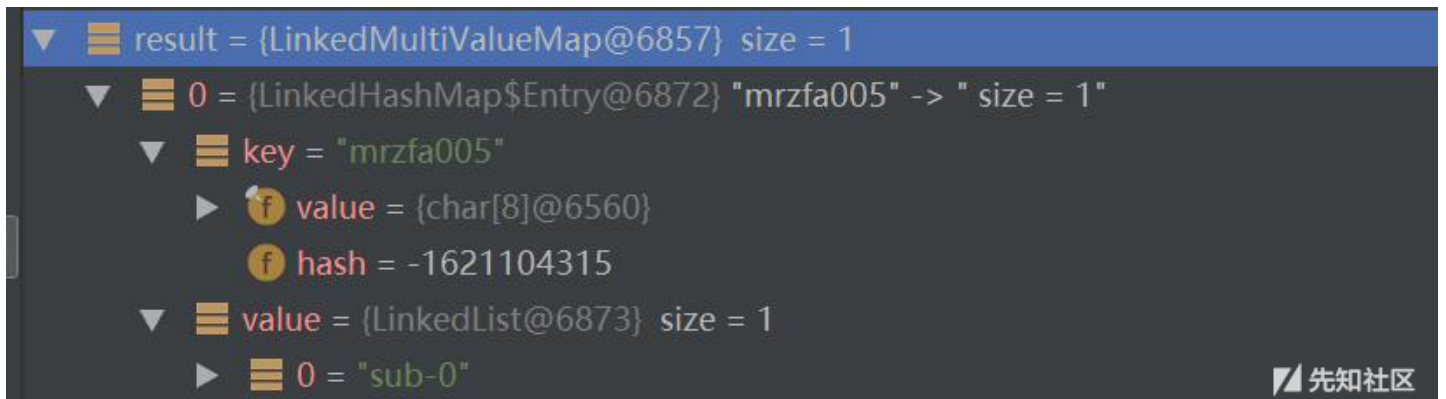 result = {LinkedMultiValueMap@6857} size = 1
0 = {LinkedHashMap$Entry@6872} "mrzfa005" -> " size = 1"
key = "mrzfa005"
f value = {char[8]@6560}
f hash = -1621104315
value = {LinkedList@6873} size = 1
0 = "sub-0"
先知社区